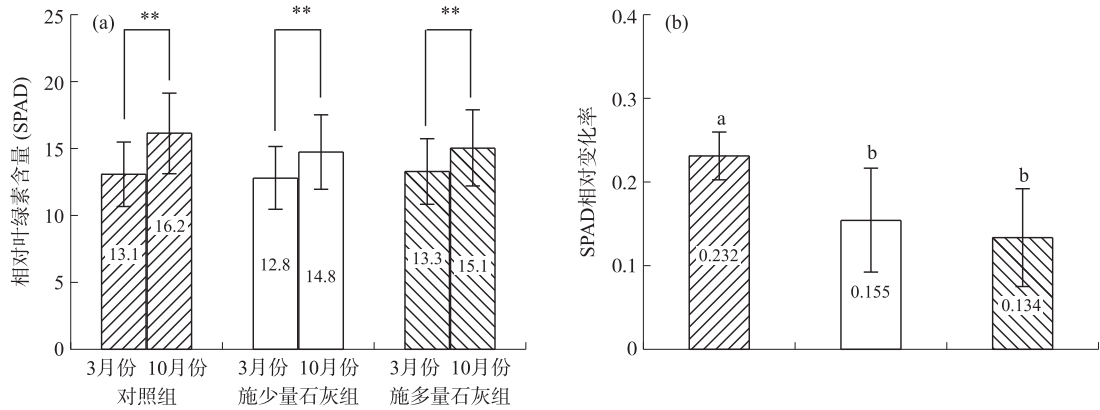 (a)
**
**
**
相对叶绿素含量 (SPAD)
25
20
15
10
5
0
13.1
16.2
12.8
14.8
13.3
15.1
3月份 10月份
3月份 10月份
3月份 10月份
对照组
施少量石灰组
施多量石灰组
(b)
SPAD相对变化率
0.4
0.3
0.2
0.1
0
a
b
b
0.232
0.155
0.134